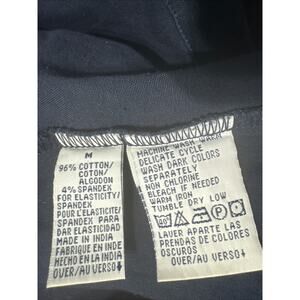 M
96% COTTON/
COTON/
ALGODON
4% SPANDEX
FOR ELASTICITY/
SPANDEX
POUR L'ELASTICITE/
SPANDEX PARA
DAR ELASTICIDAD
MADE IN INDIA
FABRIQUE EN INDE
HECHO EN LA INDIA
OVER/AU VERSO
MACHINE WASH WARM
DELICATE CYCLE
WASH DARK COLORS
SEPARATELY
NON CHLORINE
BLEACH IF NEEDED
WARM IRON
TUMBLE DRY LOW
LAVER APARTE LAS
PRENDAS DE COLORES
OSCUROS
OVER/AU VERSO